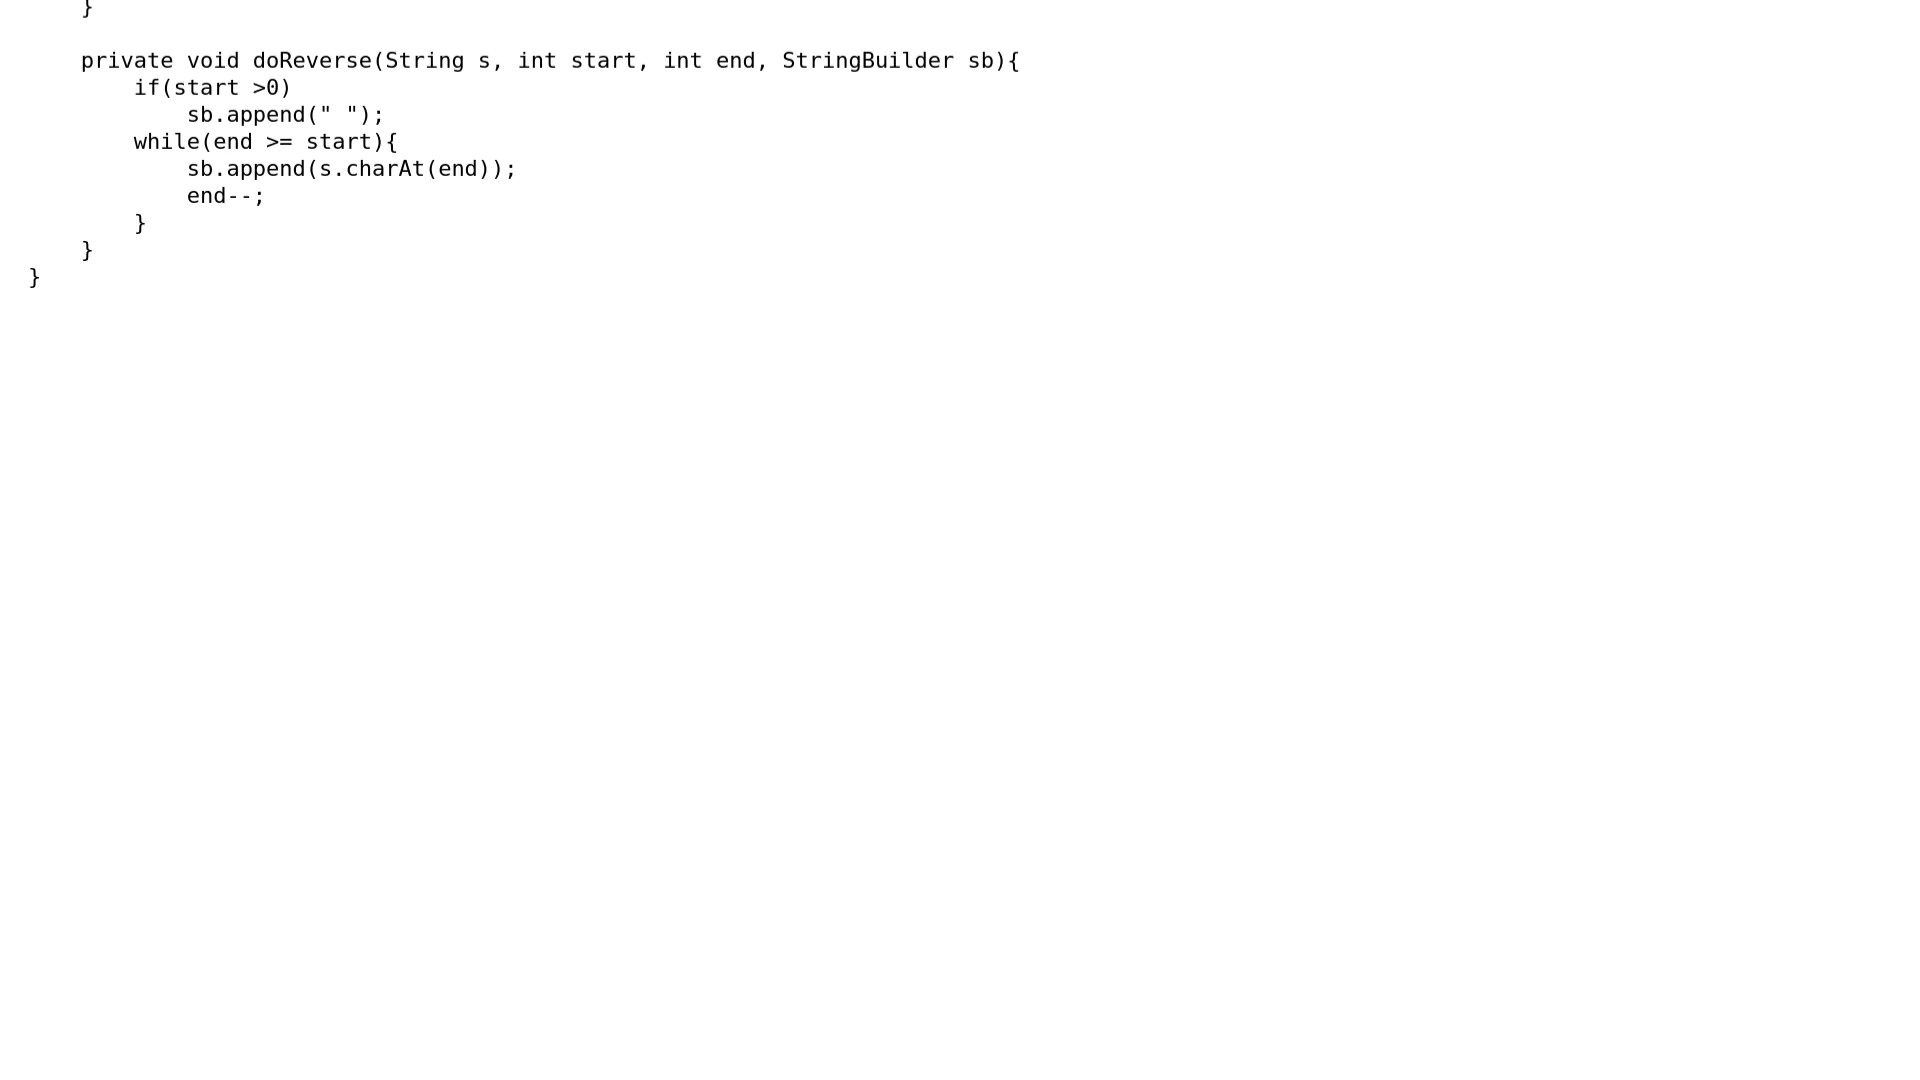 }

    private void doReverse(String s, int start, int end, StringBuilder sb){
        if(start >0)
            sb.append(" ");
        while(end >= start){
            sb.append(s.charAt(end));
            end--;
        }
    }
}